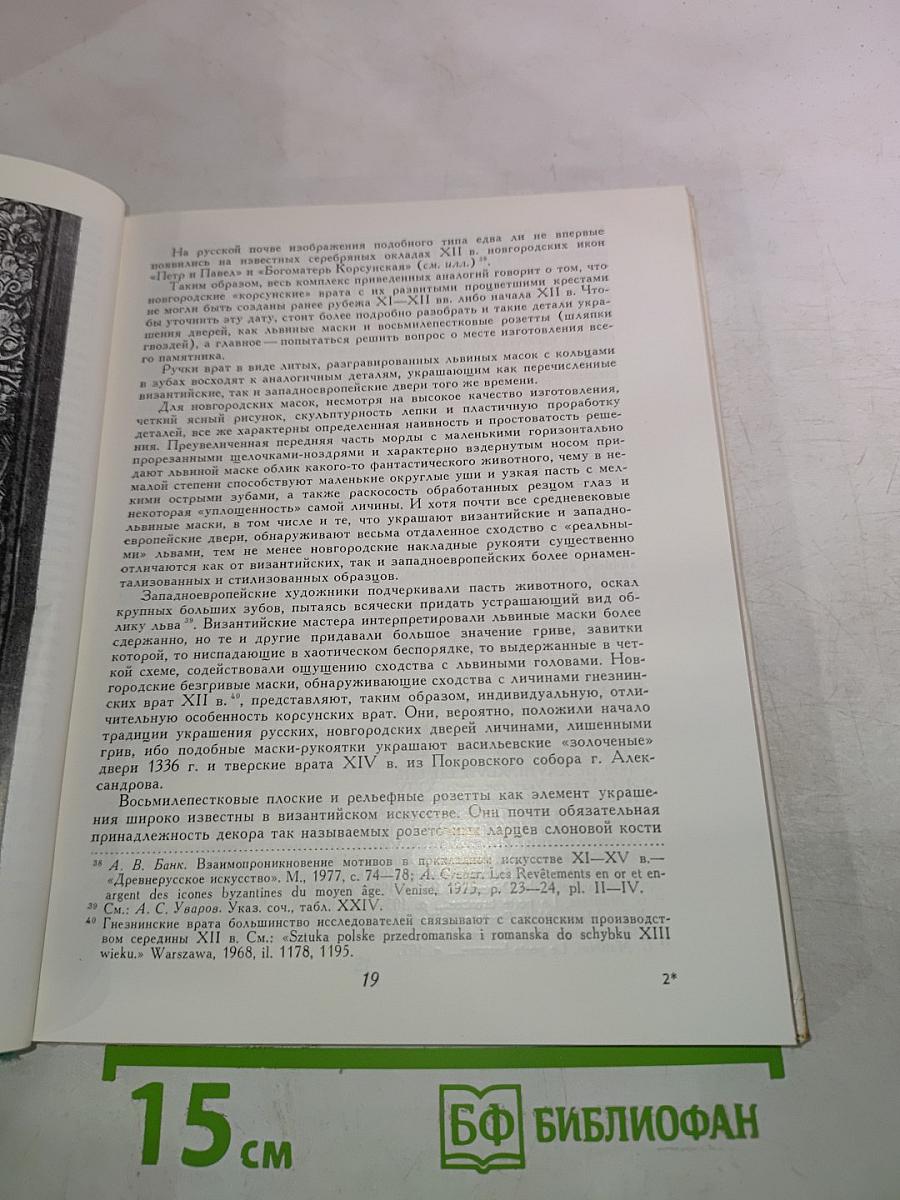 На русской почве изображения подобного типа едва ли не впервые
появились на известных серебряных окладах XII в. новгородских икон
«Петр и Павел» и «Богоматерь Корсунская» (см. илл.) 38.
Таким образом, весь комплекс приведенных аналогий говорит о том, что
новгородские «корсунские» врата с их развитыми процветшими крестами
не могли быть созданы ранее рубежа XI—XII вв. либо начала XII в. Что-
бы уточнить эту дату, стоит более подробно разобрать и такие детали укра-
шения дверей, как львиные маски и восьмилепестковые розетты (шляпки
гвоздей), а главное — попытаться решить вопрос о месте изготовления все-
го памятника.
Ручки врат в виде литых, разгравированных львиных масок с кольцами
в зубах восходят к аналогичным деталям, украшающим как перечисленные
византийские, так и западноевропейские двери того же времени.
Для новгородских масок, несмотря на высокое качество изготовления,
четкий ясный рисунок, скульптурность лепки и пластичную проработку
деталей, все же характерны определенная наивность и простоватость реше-
ния. Преувеличенная передняя часть морды с маленькими горизонтально
прорезанными щелочками-ноздрями и характерно вздернутым носом при-
дают львиной маске облик какого-то фантастического животного, чему в не-
малой степени способствуют маленькие округлые уши и узкая пасть с мел-
кими острыми зубами, а также раскосость обработанных резцом глаз и
некоторая «уплощенность» самой личины. И хотя почти все средневековые
львиные маски, в том числе и те, что украшают византийские и западно-
европейские двери, обнаруживают весьма отдаленное сходство с «реальны-
ми» львами, тем не менее новгородские накладные рукояти существенно
отличаются как от византийских, так и западноевропейских более орнамен-
тализованных и стилизованных образцов.
Западноевропейские художники подчеркивали пасть животного, оскал
крупных больших зубов, пытаясь всячески придать устрашающий вид об-
лику льва 39. Византийские мастера интерпретировали львиные маски более
сдержанно, но те и другие придавали большое значение гриве, завитки
которой, то ниспадающие в хаотическом беспорядке, то выдержанные в чет-
кой схеме, содействовали ощущению сходства с львиными головами. Нов-
городские безгривые маски, обнаруживающие сходства с личинами гнезнин-
ских врат XII в. 40, представляют, таким образом, индивидуальную, отли-
чительную особенность корсунских врат. Они, вероятно, положили начало
традиции украшения русских, новгородских дверей личинами, лишенными
грив, ибо подобные маски-рукоятки украшают васильевские «золоченые»
двери 1336 г. и тверские врата XIV в. из Покровского собора г. Алек-
сандрова.
Восьмилепестковые плоские и рельефные розетты как элемент украше-
ния широко известны в византийском искусстве. Они почти обязательная
принадлежность декора так называемых ларцев слоновой кости
38 А. В. Банк. Взаимопроникновение мотивов в прикладном искусстве XI—XV в.—
«Древнерусское искусство». М., 1977, с. 74—78; A. Les Revêtements en or et en-
argent des icones byzantines du moyen âge. Venise, 1975, p. 23—24, pl. II—IV.
39 См.: А. С. Уваров. Указ. соч., табл. XXIV.
40 Гнезнинские врата большинство исследователей связывают с саксонским производст-
вом середины XII в. См.: «Sztuka polske przedromanska i romanska do schybku XIII
wieku.» Warszawa, 1968, il. 1178, 1195.
19 2*
15 см БФ БИБЛИОФАН